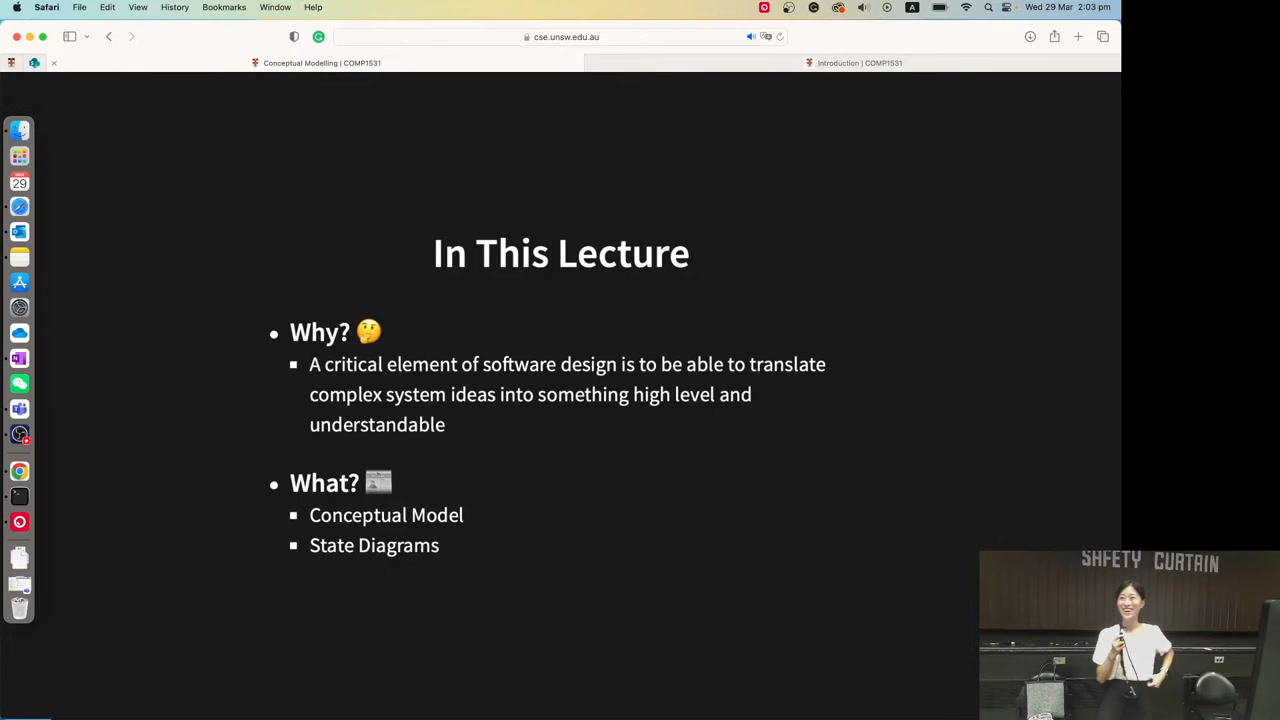 Safari File Edit View History Bookmarks Window Help A Wed 29 Mar 2:03 pm
cse.unsw.edu.au
Conceptual Modelling | COMP1531 Introduction | COMP1531
29
In This Lecture
• Why? 🤔
▪ A critical element of software design is to be able to translate
complex system ideas into something high level and
understandable
• What? 📰
▪ Conceptual Model
▪ State Diagrams
SAFETY CURTAIN